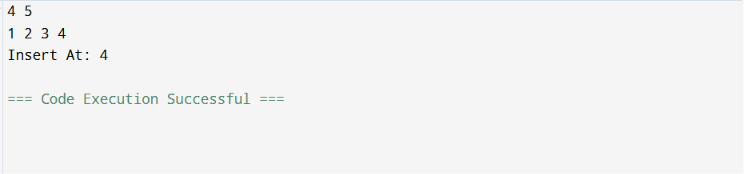 4 5
1 2 3 4
Insert At: 4
=== Code Execution Successful ===